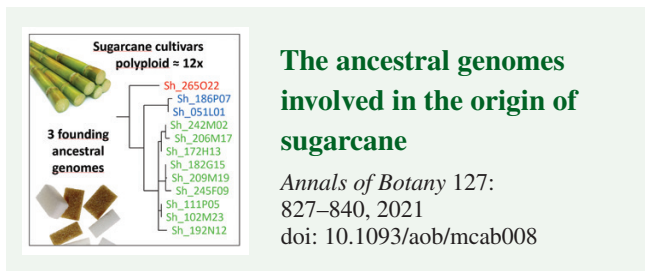 Sugarcane cultivars
polyploid ≈ 12x
Sh_265O22
Sh_186P07
Sh_051L01
Sh_242M02
Sh_206M17
Sh_172H13
Sh_182G15
Sh_209M19
Sh_245F09
Sh_111P05
Sh_102M23
Sh_192N12
3 founding
ancestral
genomes
The ancestral genomes
involved in the origin of
sugarcane
Annals of Botany 127:
827–840, 2021
doi: 10.1093/aob/mcab008